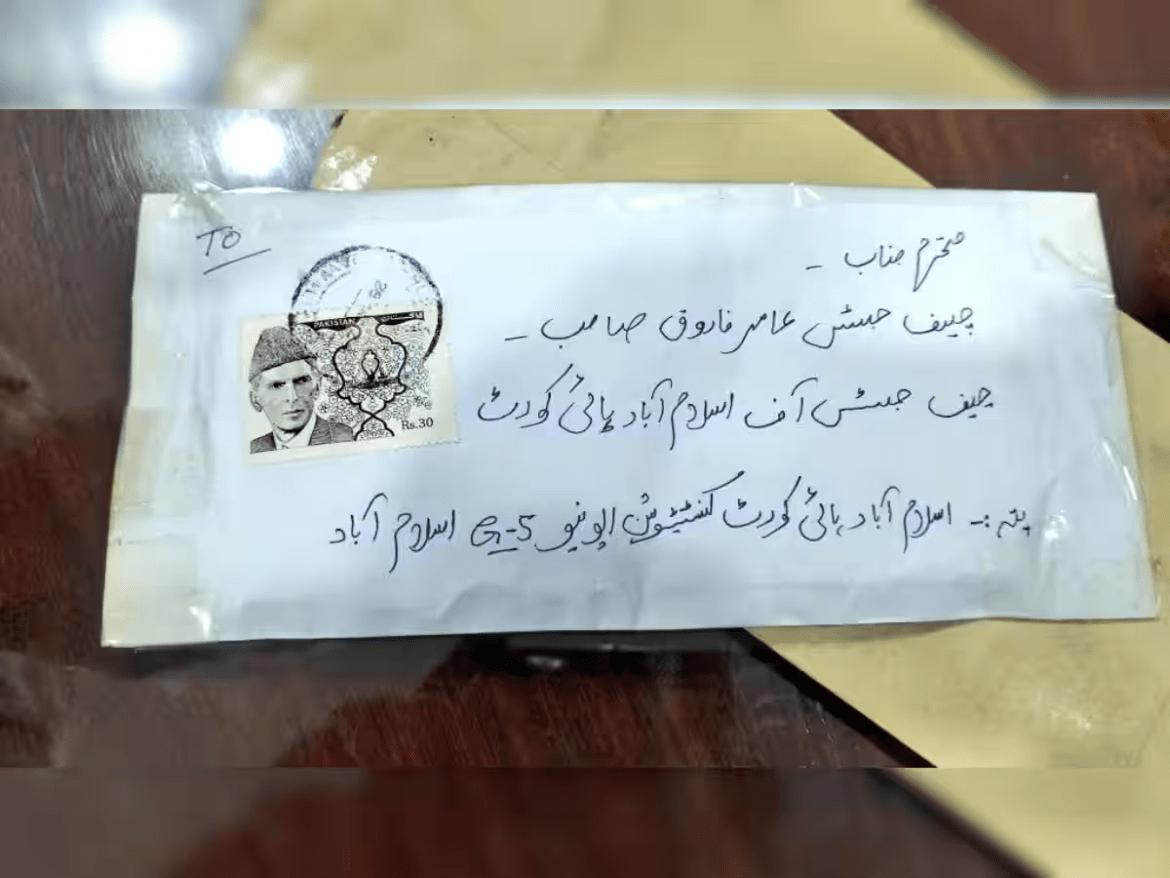 TO
محترم جناب ۔
چیف جسٹس عامر فاروق صاحب ۔
PAKISTAN پاکستان
Rs.30
چیف جسٹس آف اسلام آباد ہائی کورٹ
پتہ :۔ اسلام آباد ہائی کورٹ کنسٹیٹیوشن ایونیو G-5 اسلام آباد